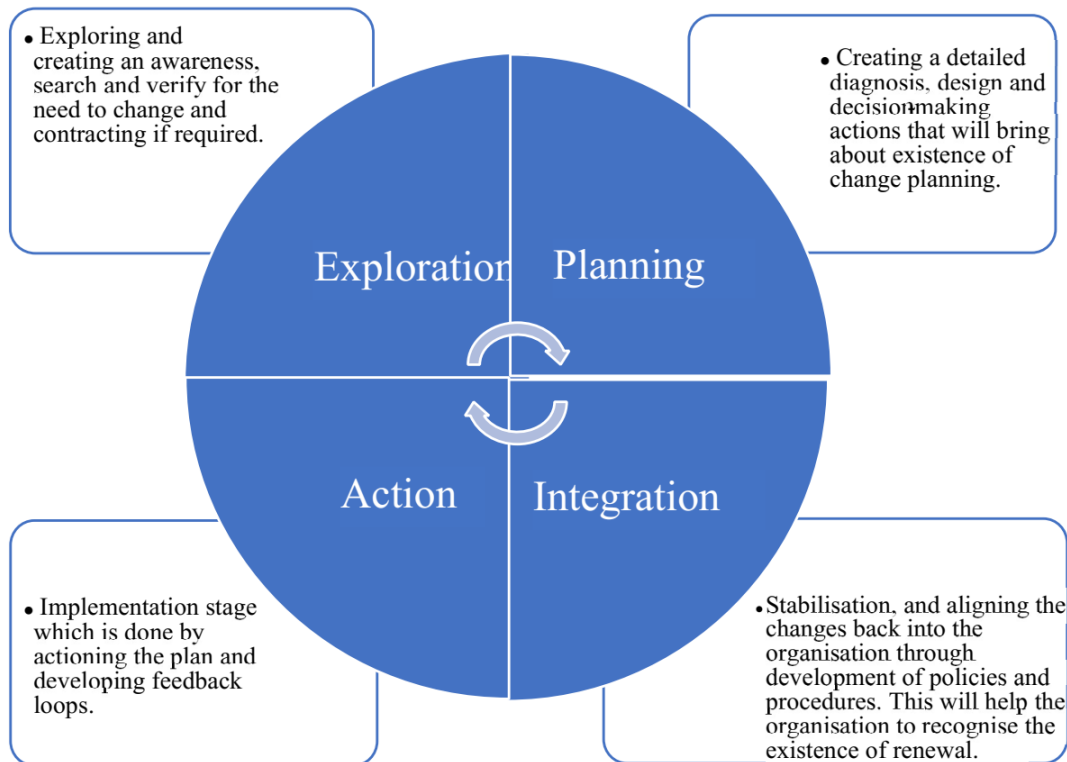 • Exploring and
creating an awareness,
search and verify for the
need to change and
contracting if required.
• Creating a detailed
diagnosis, design and
decision-making
actions that will bring
about existence of
change planning.
Exploration
Planning
Action
Integration
• Implementation stage
which is done by
actioning the plan and
developing feedback
loops.
• Stabilisation, and aligning the
changes back into the
organisation through
development of policies and
procedures. This will help the
organisation to recognise the
existence of renewal.